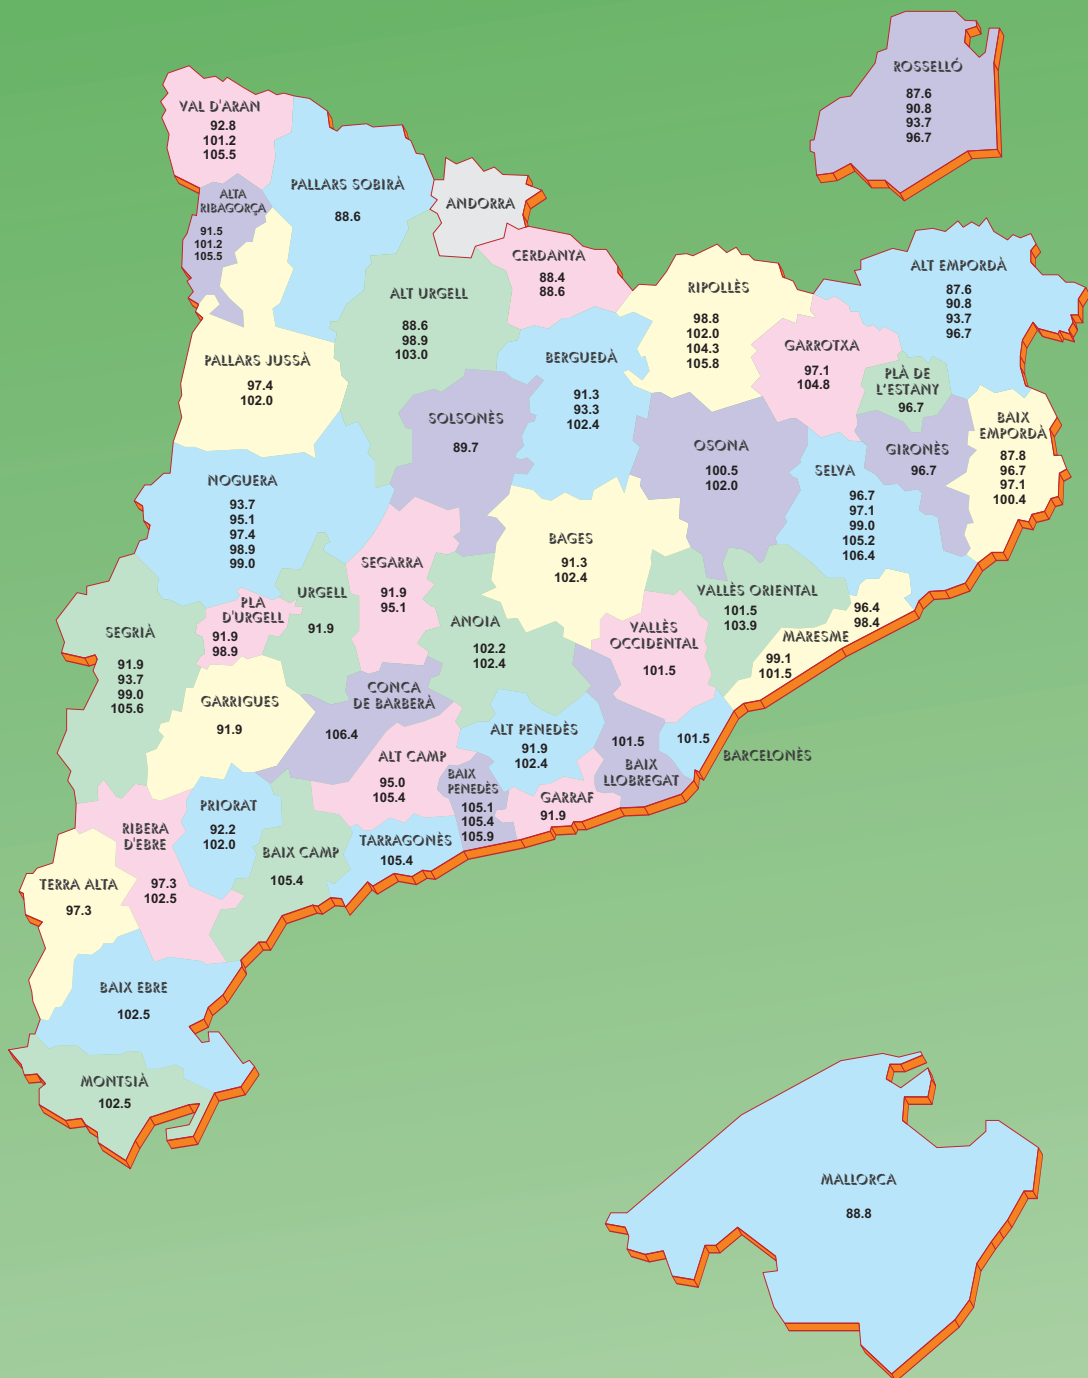 ROSSELLÓ
87.6
90.8
93.7
96.7
VAL D'ARAN
92.8
101.2
105.5
ALTA
RIBAGORÇA
91.5
101.2
105.5
PALLARS SOBIRÀ
88.6
ANDORRA
CERDANYA
88.4
88.6
ALT URGELL
88.6
98.9
103.0
RIPOLLÈS
98.8
102.0
104.3
105.8
ALT EMPORDÀ
87.6
90.8
93.7
96.7
GARROTXA
97.1
104.8
PLÀ DE
L'ESTANY
96.7
PALLARS JUSSÀ
97.4
102.0
BERGUEDÀ
91.3
93.3
102.4
SOLSONÈS
89.7
OSONA
100.5
102.0
GIRONÈS
96.7
BAIX
EMPORDÀ
87.8
96.7
97.1
100.4
SELVA
96.7
97.1
99.0
105.2
106.4
NOGUERA
93.7
95.1
97.4
98.9
99.0
BAGES
91.3
102.4
SEGARRA
91.9
95.1
URGELL
91.9
PLA
D'URGELL
91.9
98.9
SEGRIÀ
91.9
93.7
99.0
105.6
ANOIA
102.2
102.4
VALLÈS ORIENTAL
101.5
103.9
VALLÈS
OCCIDENTAL
101.5
MARESME
96.4
98.4
99.1
101.5
GARRIGUES
91.9
CONCA
DE BARBERÀ
106.4
ALT PENEDÈS
91.9
102.4
101.5
BAIX
LLOBREGAT
101.5
BARCELONÈS
ALT CAMP
95.0
105.4
BAIX
PENEDÈS
105.1
105.4
105.9
GARRAF
91.9
PRIORAT
92.2
102.0
RIBERA
D'EBRE
97.3
102.5
BAIX CAMP
105.4
TARRAGONÈS
105.4
TERRA ALTA
97.3
BAIX EBRE
102.5
MONTSIÀ
102.5
MALLORCA
88.8